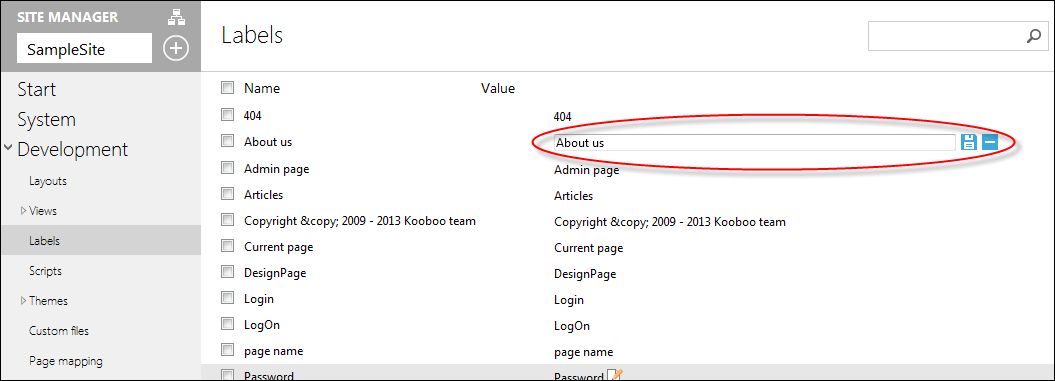 SITE MANAGER
SampleSite
Start
System
Development
Layouts
Views
Labels
Scripts
Themes
Custom files
Page mapping
Labels
Name Value
404 404
About us About us
Admin page Admin page
Articles Articles
Copyright &copy; 2009 - 2013 Kooboo team Copyright &copy; 2009 - 2013 Kooboo team
Current page Current page
DesignPage DesignPage
Login Login
LogOn LogOn
page name page name
Password Password